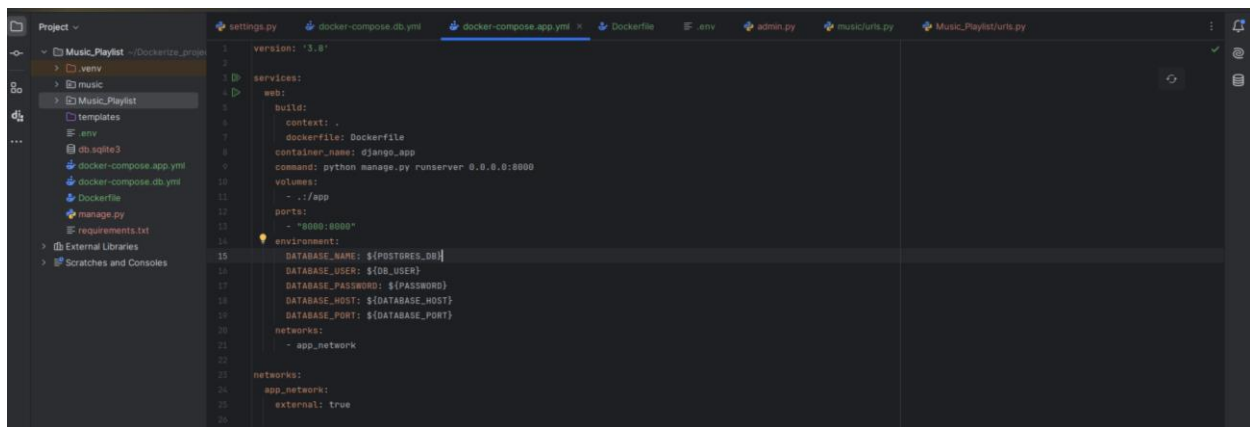 Project
settings.py
docker-compose.db.yml
docker-compose.app.yml
Dockerfile
.env
admin.py
music/urls.py
Music_Playlist/urls.py
Music_Playlist ~/Dockerize_proje
.venv
music
Music_Playlist
templates
.env
db.sqlite3
docker-compose.app.yml
docker-compose.db.yml
Dockerfile
manage.py
requirements.txt
External Libraries
Scratches and Consoles
1 version: '3.8'
2
3 services:
4 web:
5 build:
6 context: .
7 dockerfile: Dockerfile
8 container_name: django_app
9 command: python manage.py runserver 0.0.0.0:8000
10 volumes:
11 - .:/app
12 ports:
13 - "8000:8000"
14 environment:
15 DATABASE_NAME: ${POSTGRES_DB}
16 DATABASE_USER: ${DB_USER}
17 DATABASE_PASSWORD: ${PASSWORD}
18 DATABASE_HOST: ${DATABASE_HOST}
19 DATABASE_PORT: ${DATABASE_PORT}
20 networks:
21 - app_network
22
23 networks:
24 app_network:
25 external: true
26